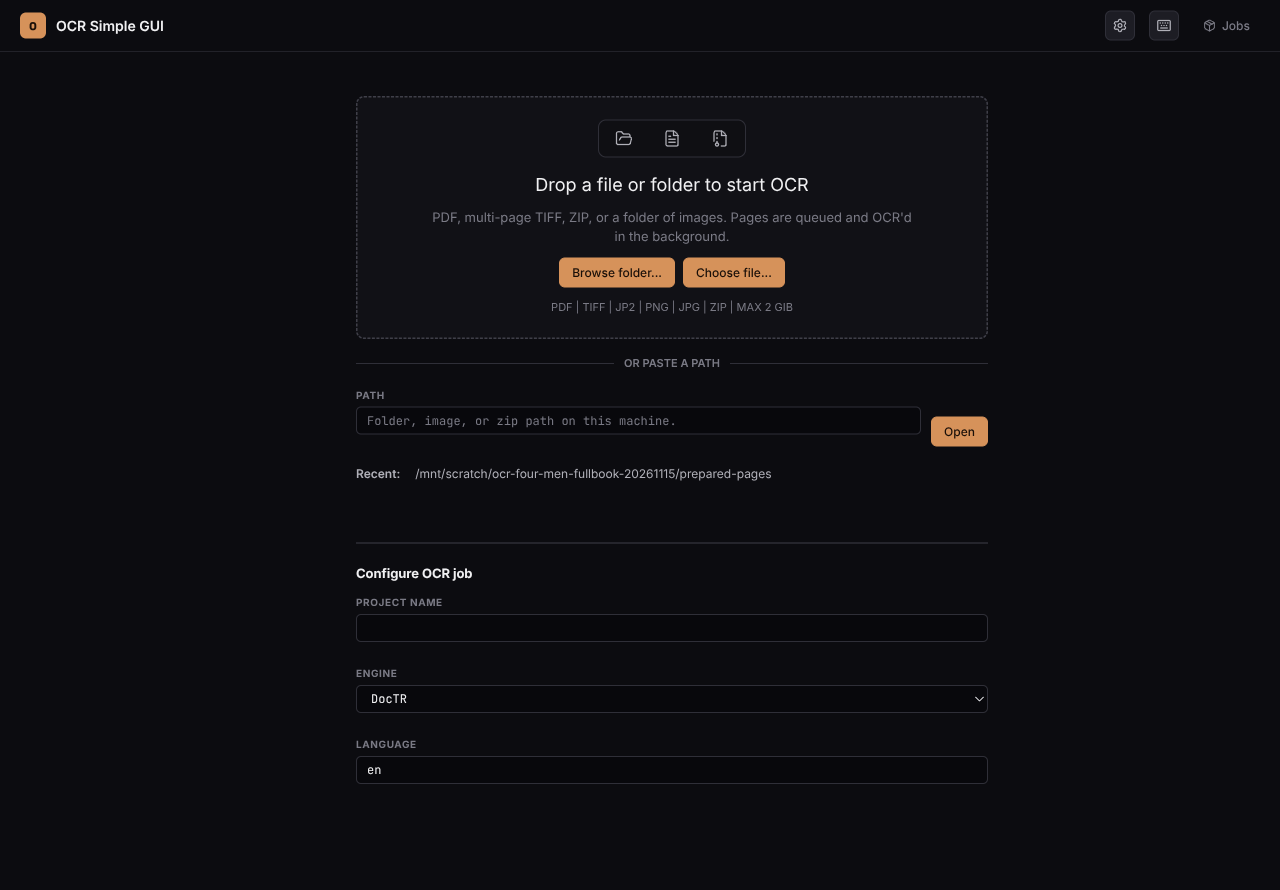 O OCR Simple GUI Jobs
Drop a file or folder to start OCR
PDF, multi-page TIFF, ZIP, or a folder of images. Pages are queued and OCR'd
in the background.
Browse folder... Choose file...
PDF | TIFF | JP2 | PNG | JPG | ZIP | MAX 2 GIB
OR PASTE A PATH
PATH
Folder, image, or zip path on this machine.
Open
Recent: /mnt/scratch/ocr-four-men-fullbook-20261115/prepared-pages
Configure OCR job
PROJECT NAME
ENGINE
DocTR
LANGUAGE
en